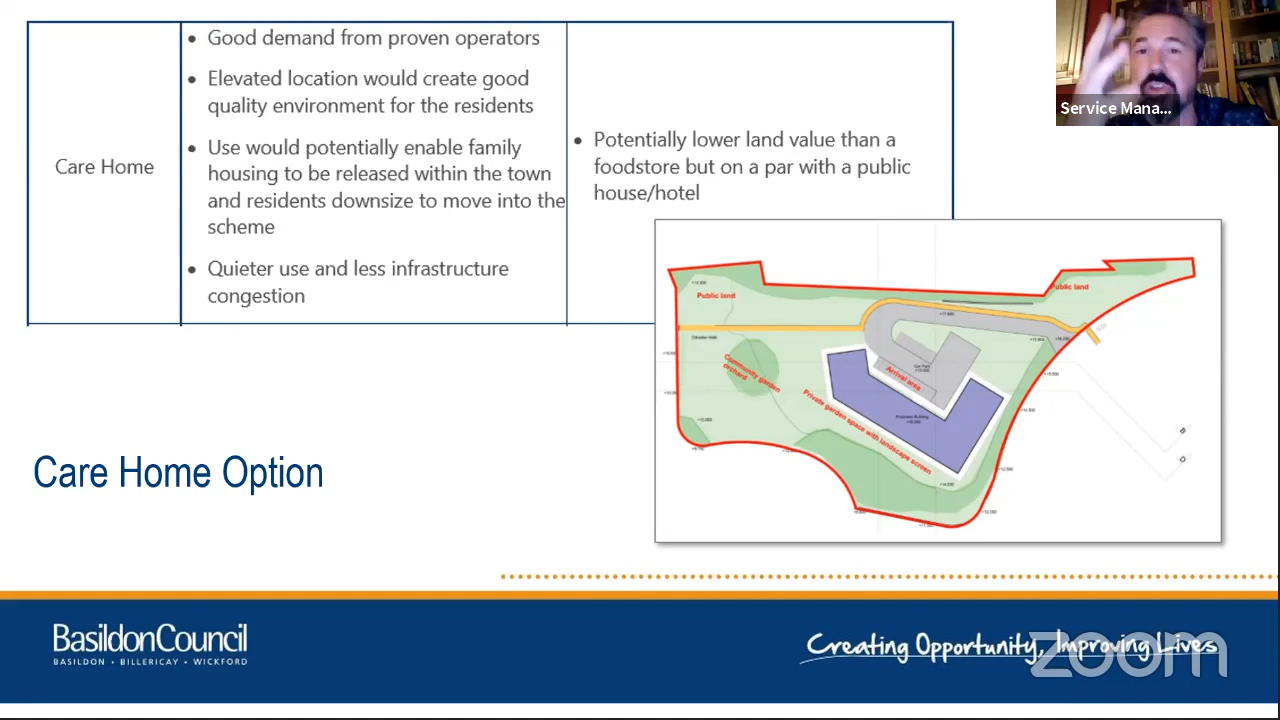 Care Home
Good demand from proven operators
Elevated location would create good
quality environment for the residents
Use would potentially enable family
housing to be released within the town
and residents downsize to move into the
scheme
Quieter use and less infrastructure
congestion
Potentially lower land value than a
foodstore but on a par with a public
house/hotel
Service Mana...
Public land
Public land
Community garden
orchard
Car Park
Arrival area
Proposed Building
Private garden space with landscape screen
B
D
Care Home Option
BasildonCouncil
BASILDON • BILLERICAY • WICKFORD
Creating Opportunity, Improving Lives
zoom